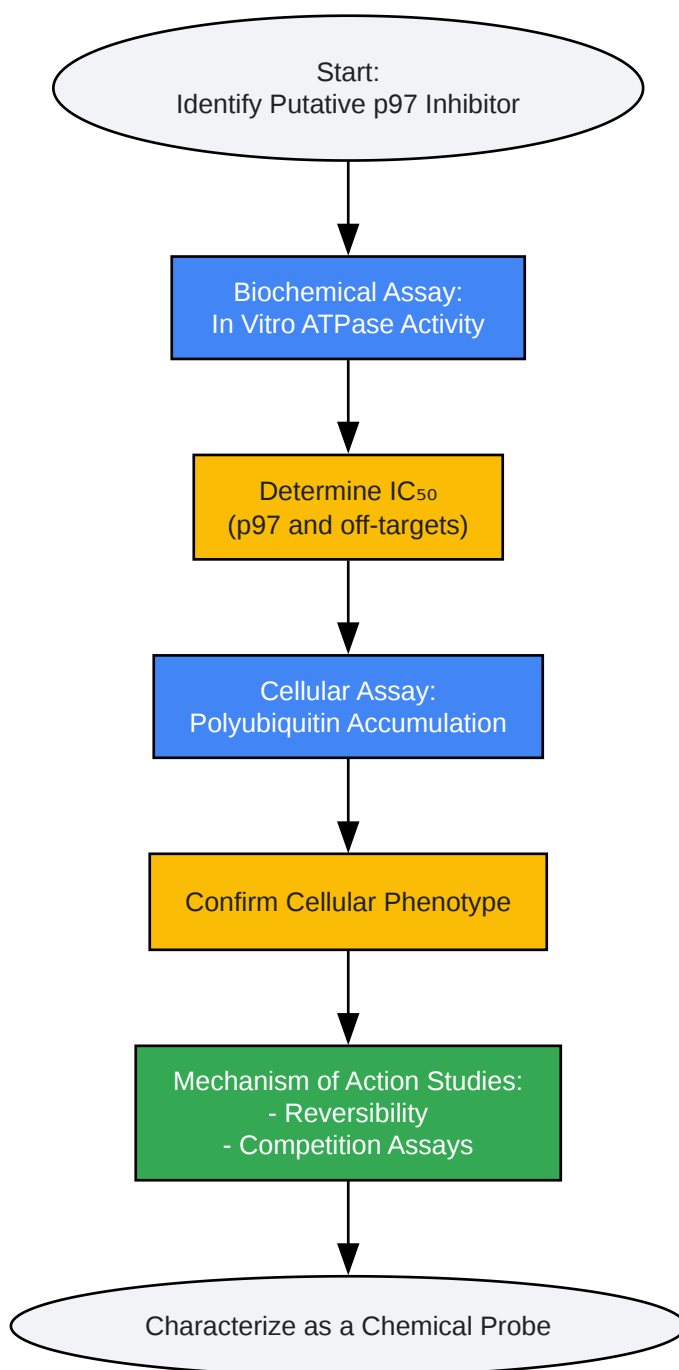 Start:
Identify Putative p97 Inhibitor
Biochemical Assay:
In Vitro ATPase Activity
Determine IC₅₀
(p97 and off-targets)
Cellular Assay:
Polyubiquitin Accumulation
Confirm Cellular Phenotype
Mechanism of Action Studies:
- Reversibility
- Competition Assays
Characterize as a Chemical Probe